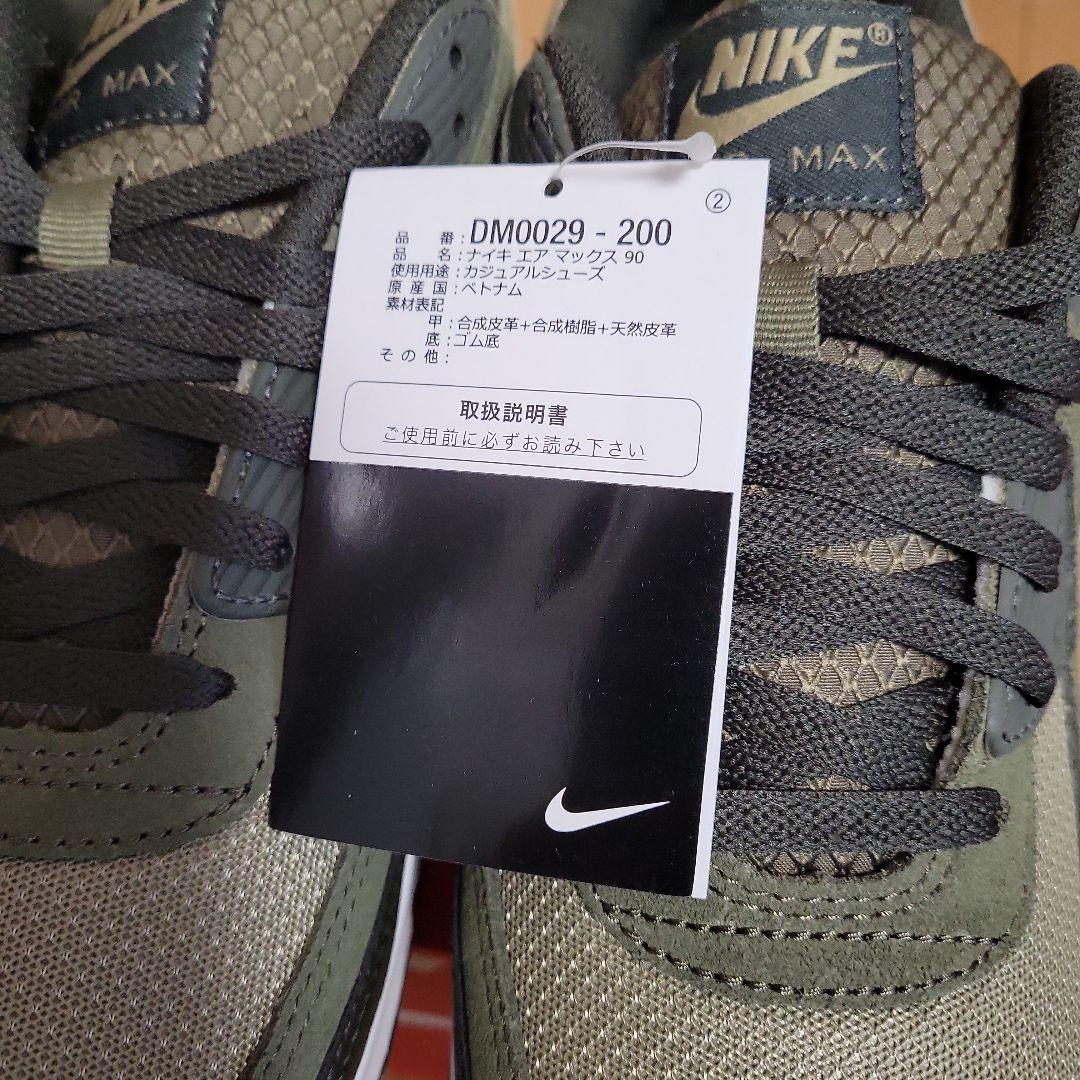 NIKE
R MAX
NIKE®
R MAX
②
品 番 : DM0029 - 200
品 名 : ナイキ エア マックス 90
使用用途 : カジュアルシューズ
原 産 国 : ベトナム
素材表記
甲 : 合成皮革+合成樹脂+天然皮革
底 : ゴム底
そ の 他 :
取扱説明書
ご使用前に必ずお読み下さい